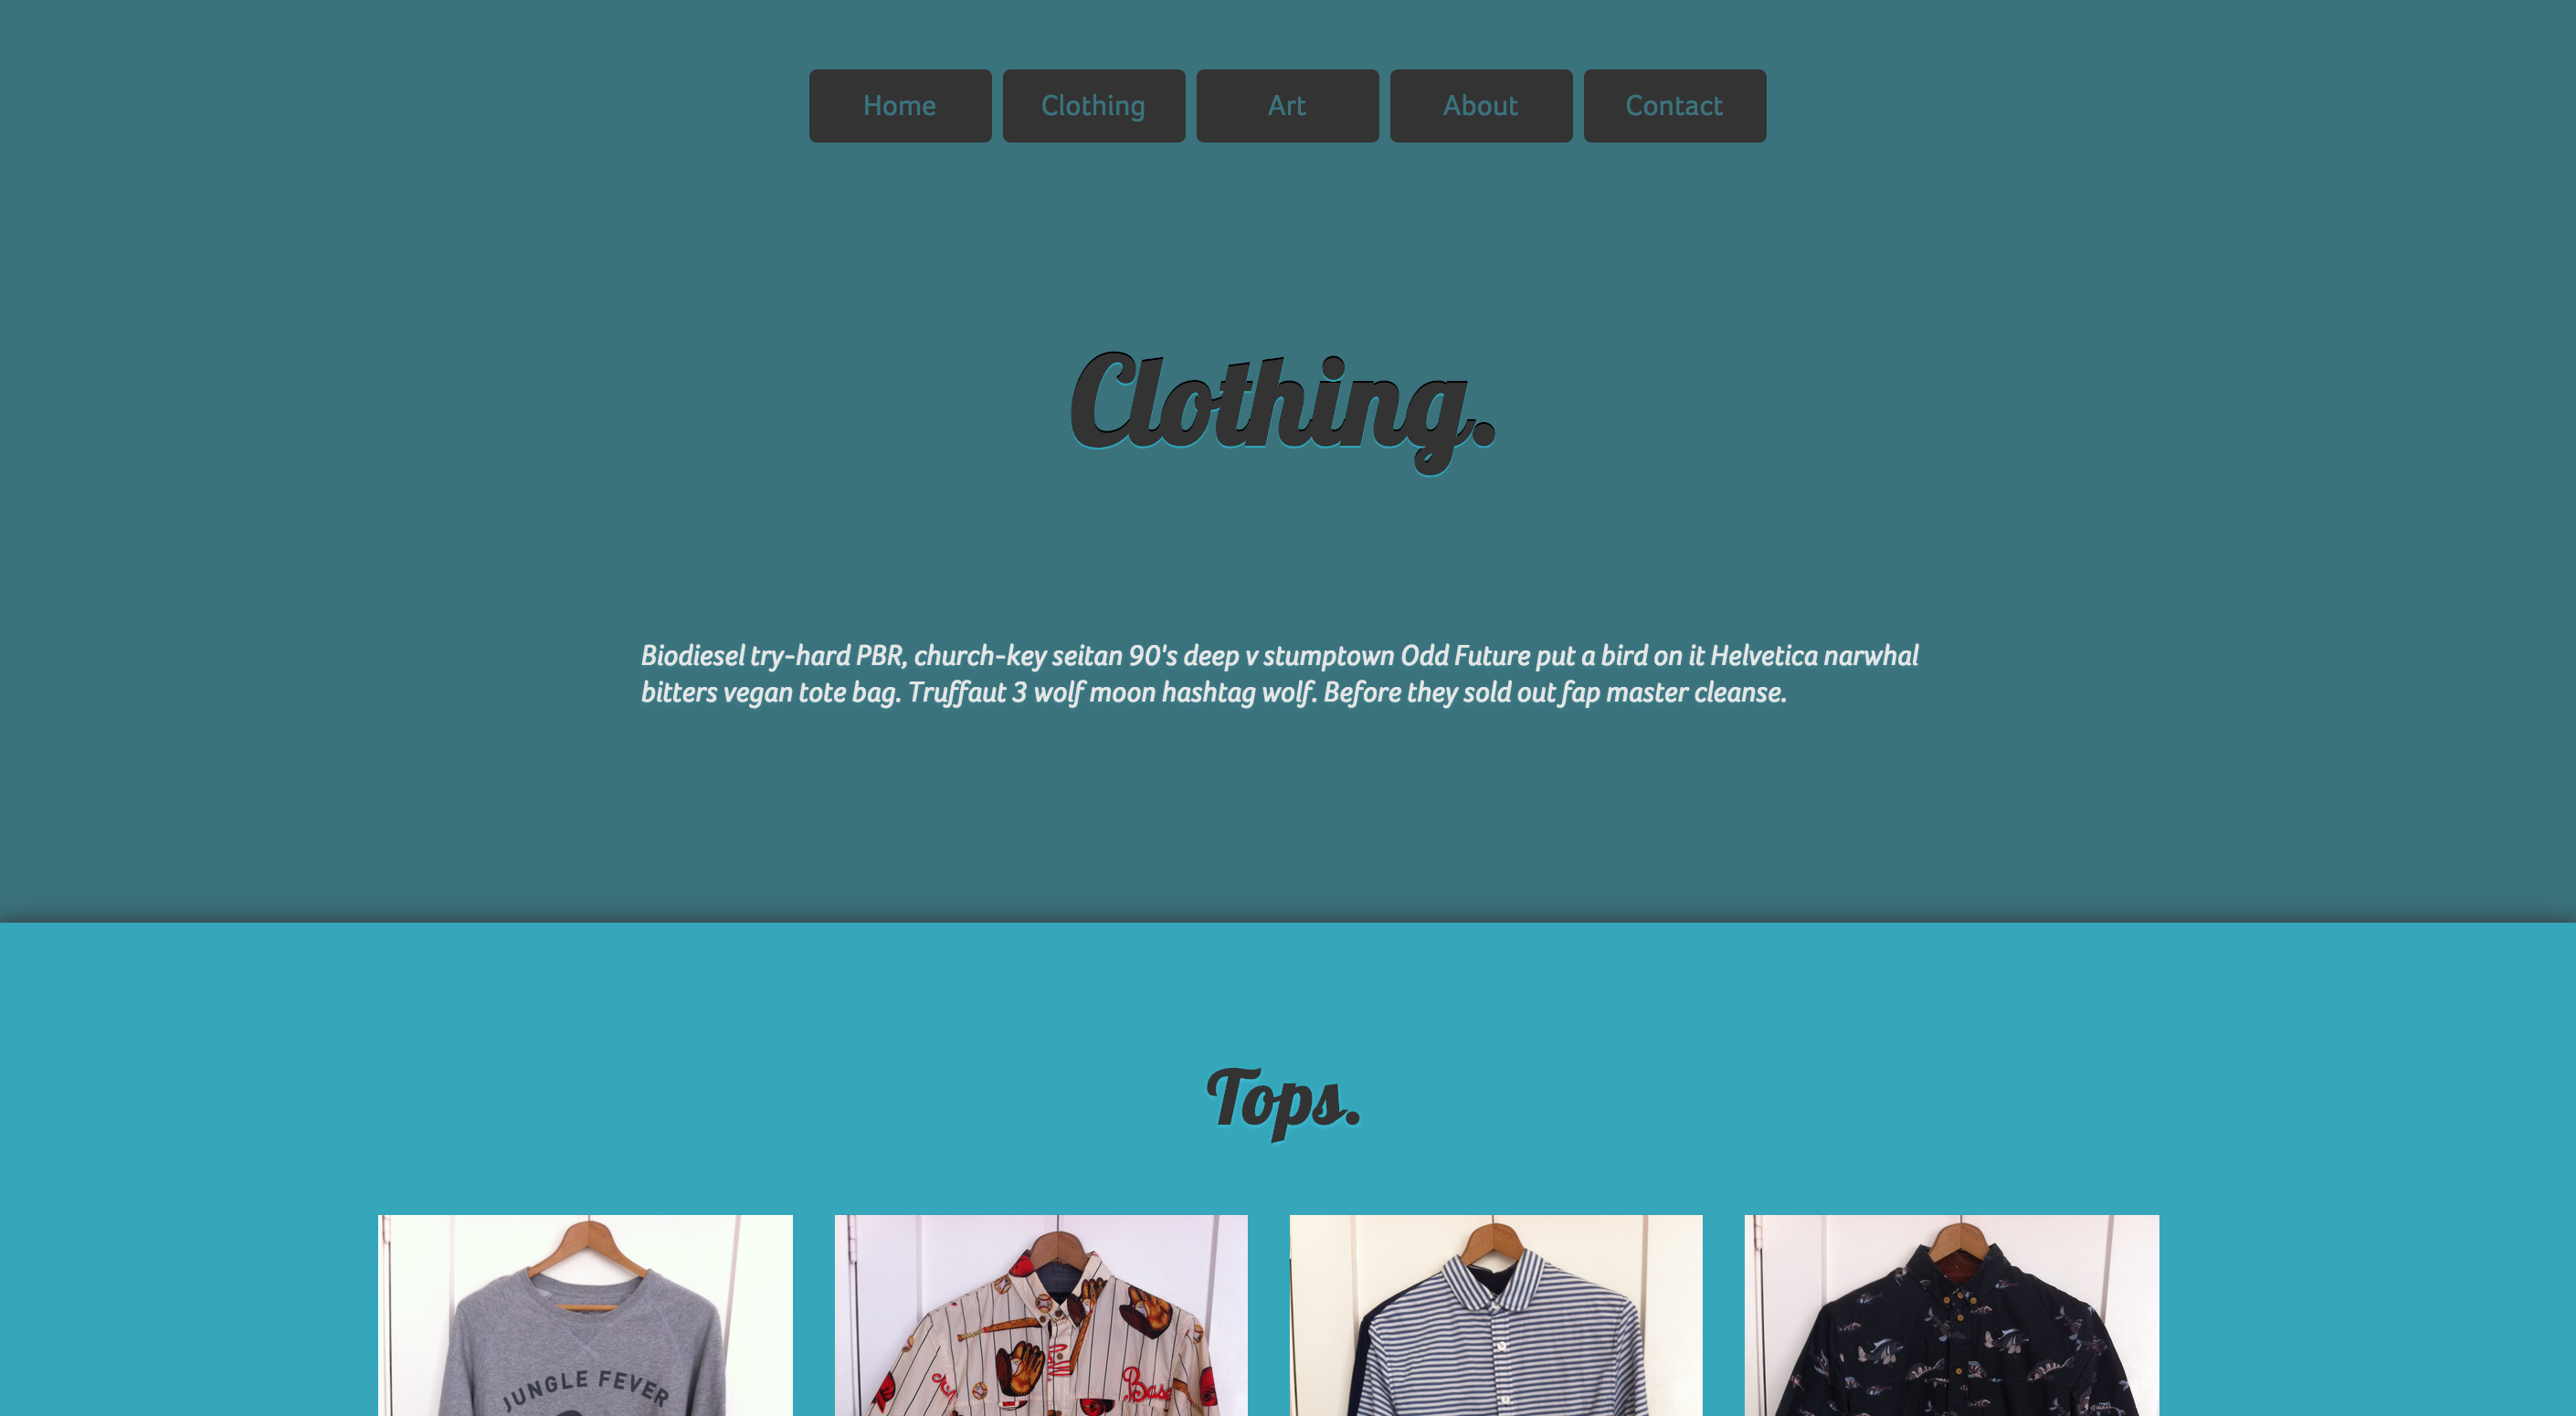 Home
Clothing
Art
About
Contact
Clothing.
Biodiesel try-hard PBR, church-key seitan 90's deep v stumptown Odd Future put a bird on it Helvetica narwhal
bitters vegan tote bag. Truffaut 3 wolf moon hashtag wolf. Before they sold out fap master cleanse.
Tops.
JUNGLE FEVER